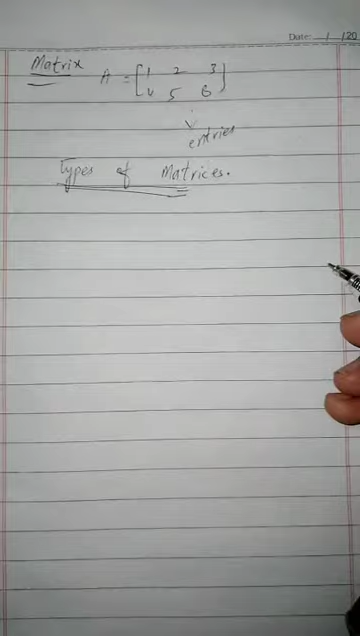 Date: / /20
Matrix A = [1 2 3
4 5 6]
entries
Types of Matrices.